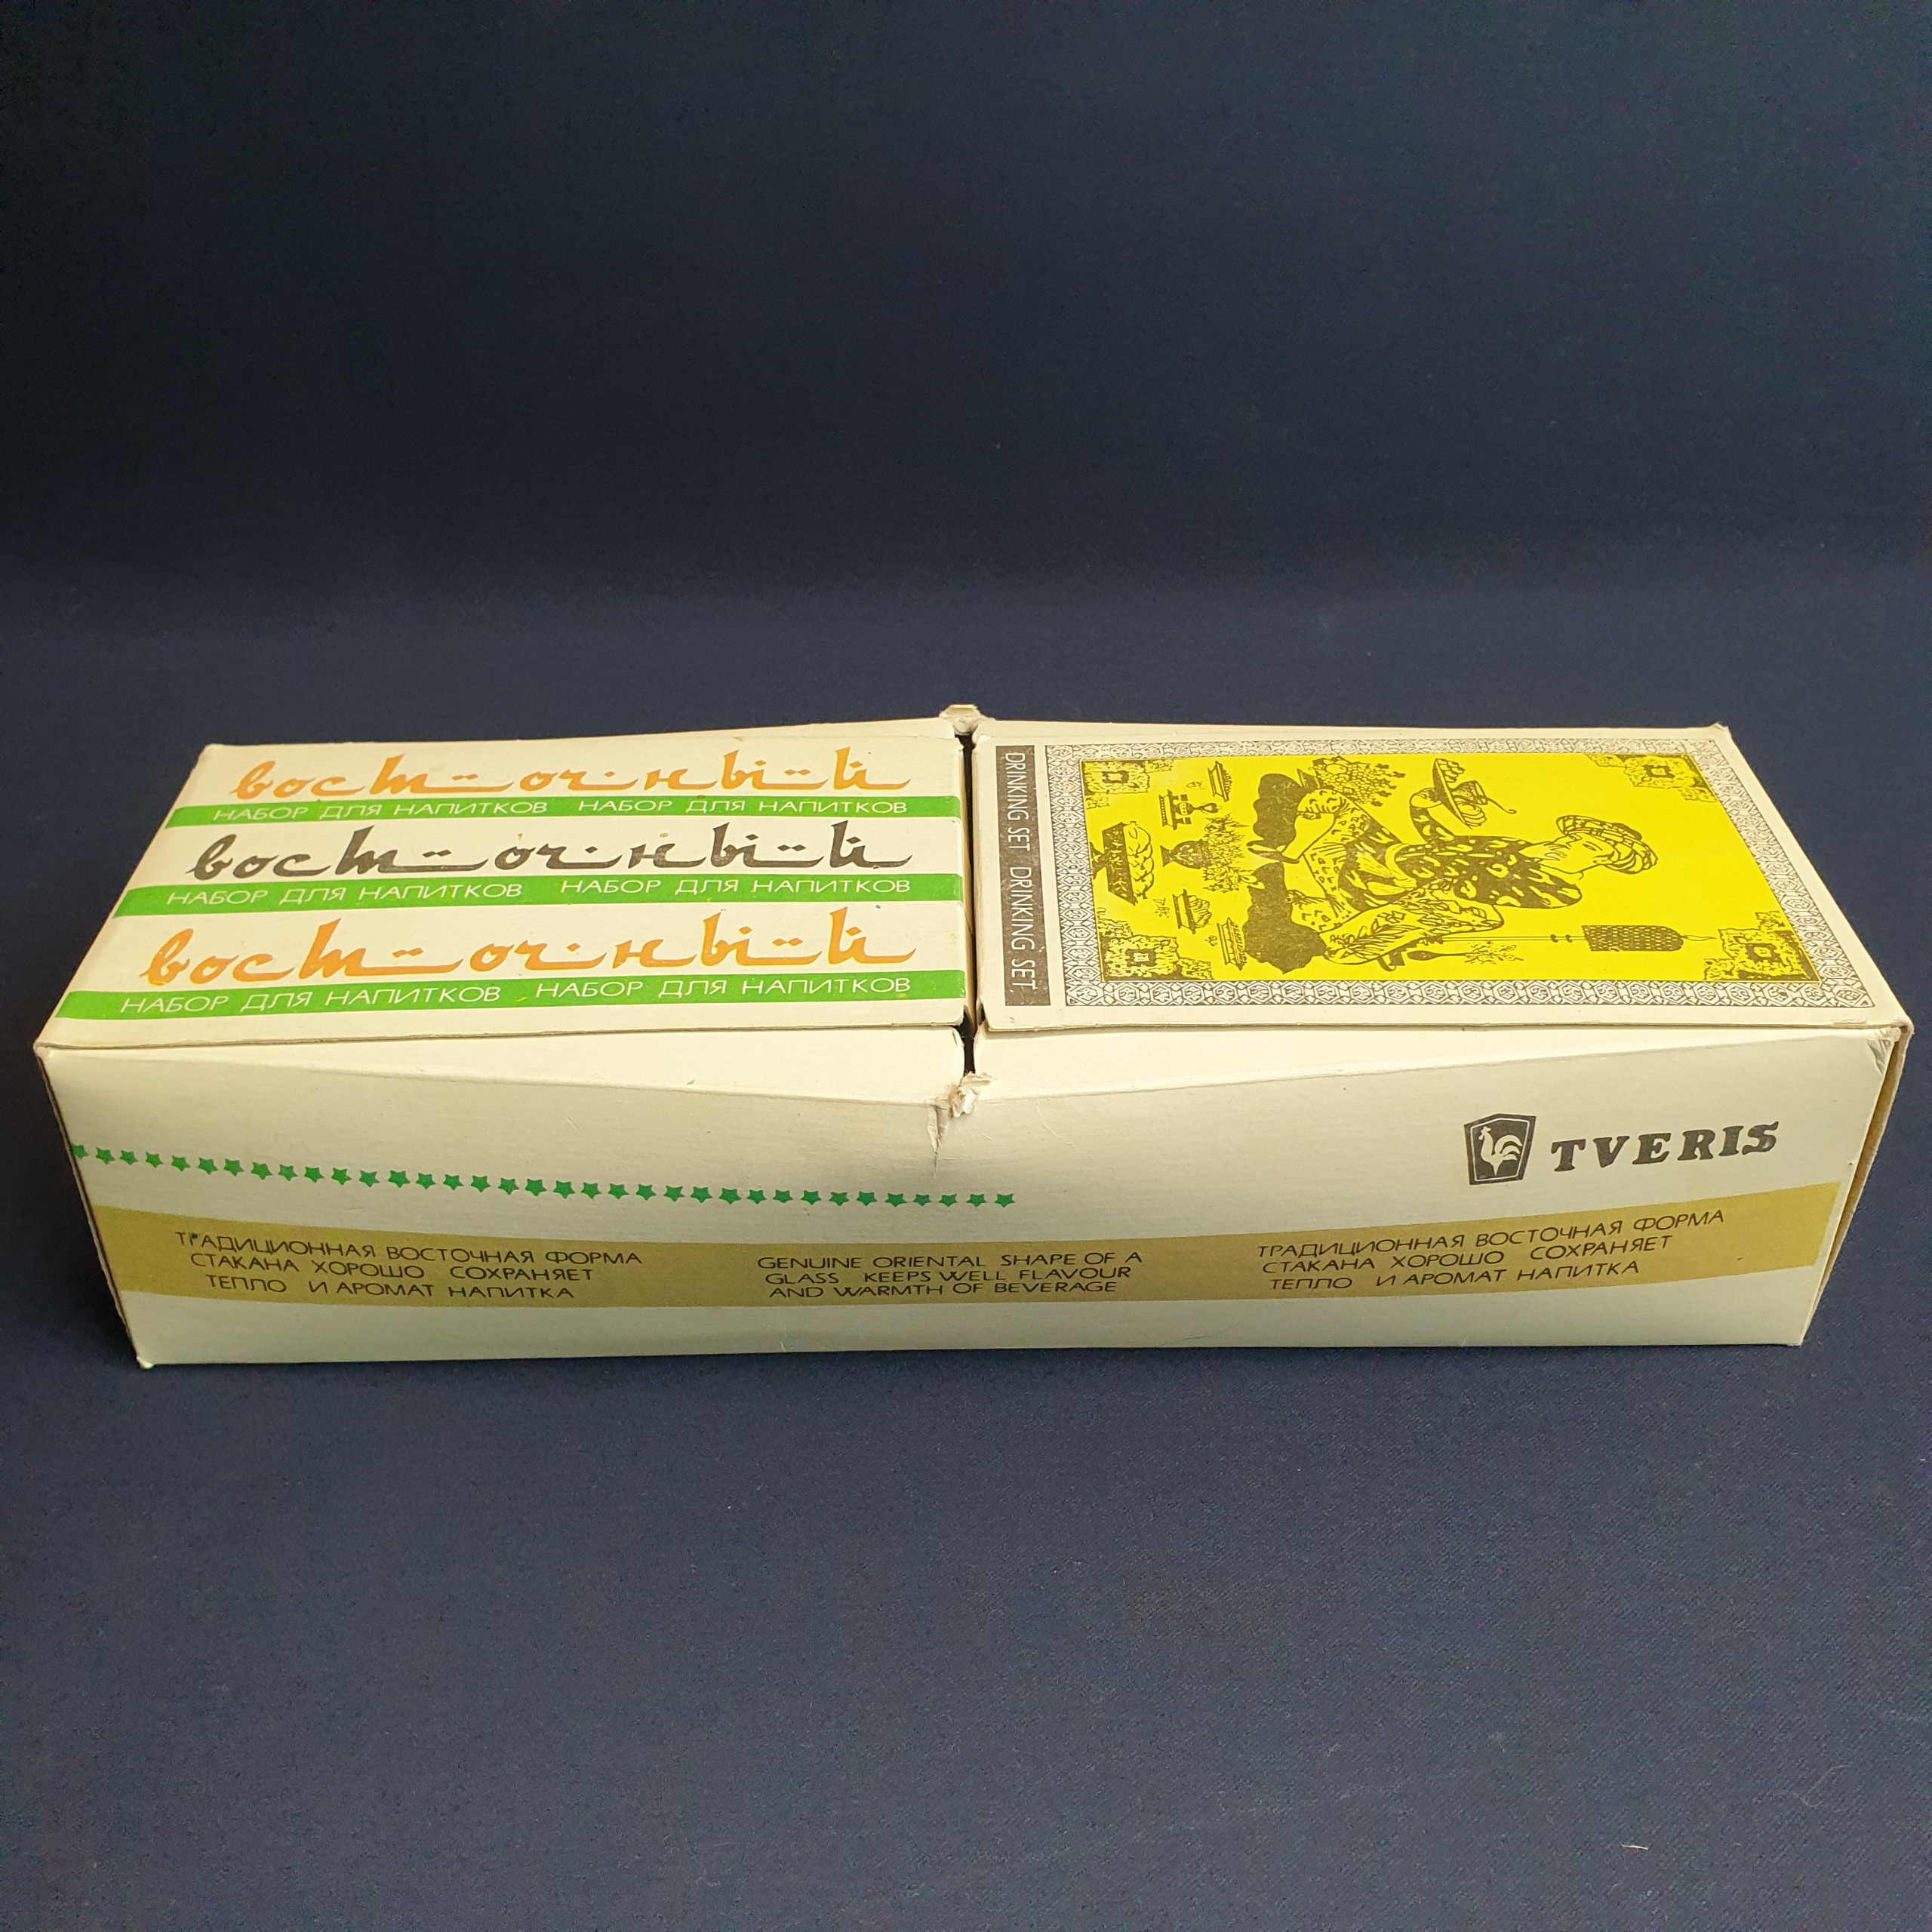 восточный
НАБОР ДЛЯ НАПИТКОВ НАБОР ДЛЯ НАПИТКОВ
восточный
НАБОР ДЛЯ НАПИТКОВ НАБОР ДЛЯ НАПИТКОВ
восточный
НАБОР ДЛЯ НАПИТКОВ НАБОР ДЛЯ НАПИТКОВ
DRINKING SET DRINKING SET
TVERIS
ТРАДИЦИОННАЯ ВОСТОЧНАЯ ФОРМА
СТАКАНА ХОРОШО СОХРАНЯЕТ
ТЕПЛО И АРОМАТ НАПИТКА
GENUINE ORIENTAL SHAPE OF A
GLASS KEEPS WELL FLAVOUR
AND WARMTH OF BEVERAGE
ТРАДИЦИОННАЯ ВОСТОЧНАЯ ФОРМА
СТАКАНА ХОРОШО СОХРАНЯЕТ
ТЕПЛО И АРОМАТ НАПИТКА